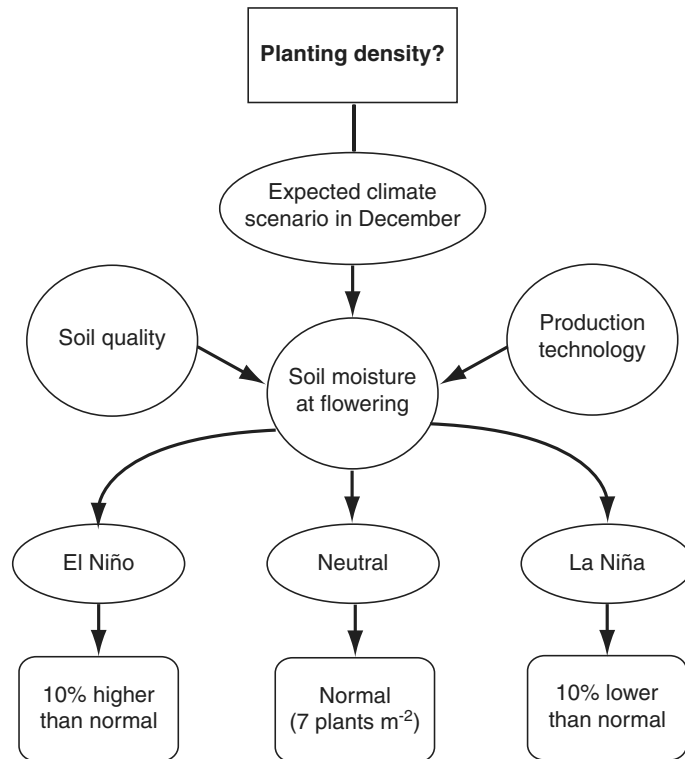 Planting density?
Expected climate
scenario in December
Soil quality
Production
technology
Soil moisture
at flowering
El Niño
Neutral
La Niña
10% higher
than normal
Normal
(7 plants m⁻²)
10% lower
than normal